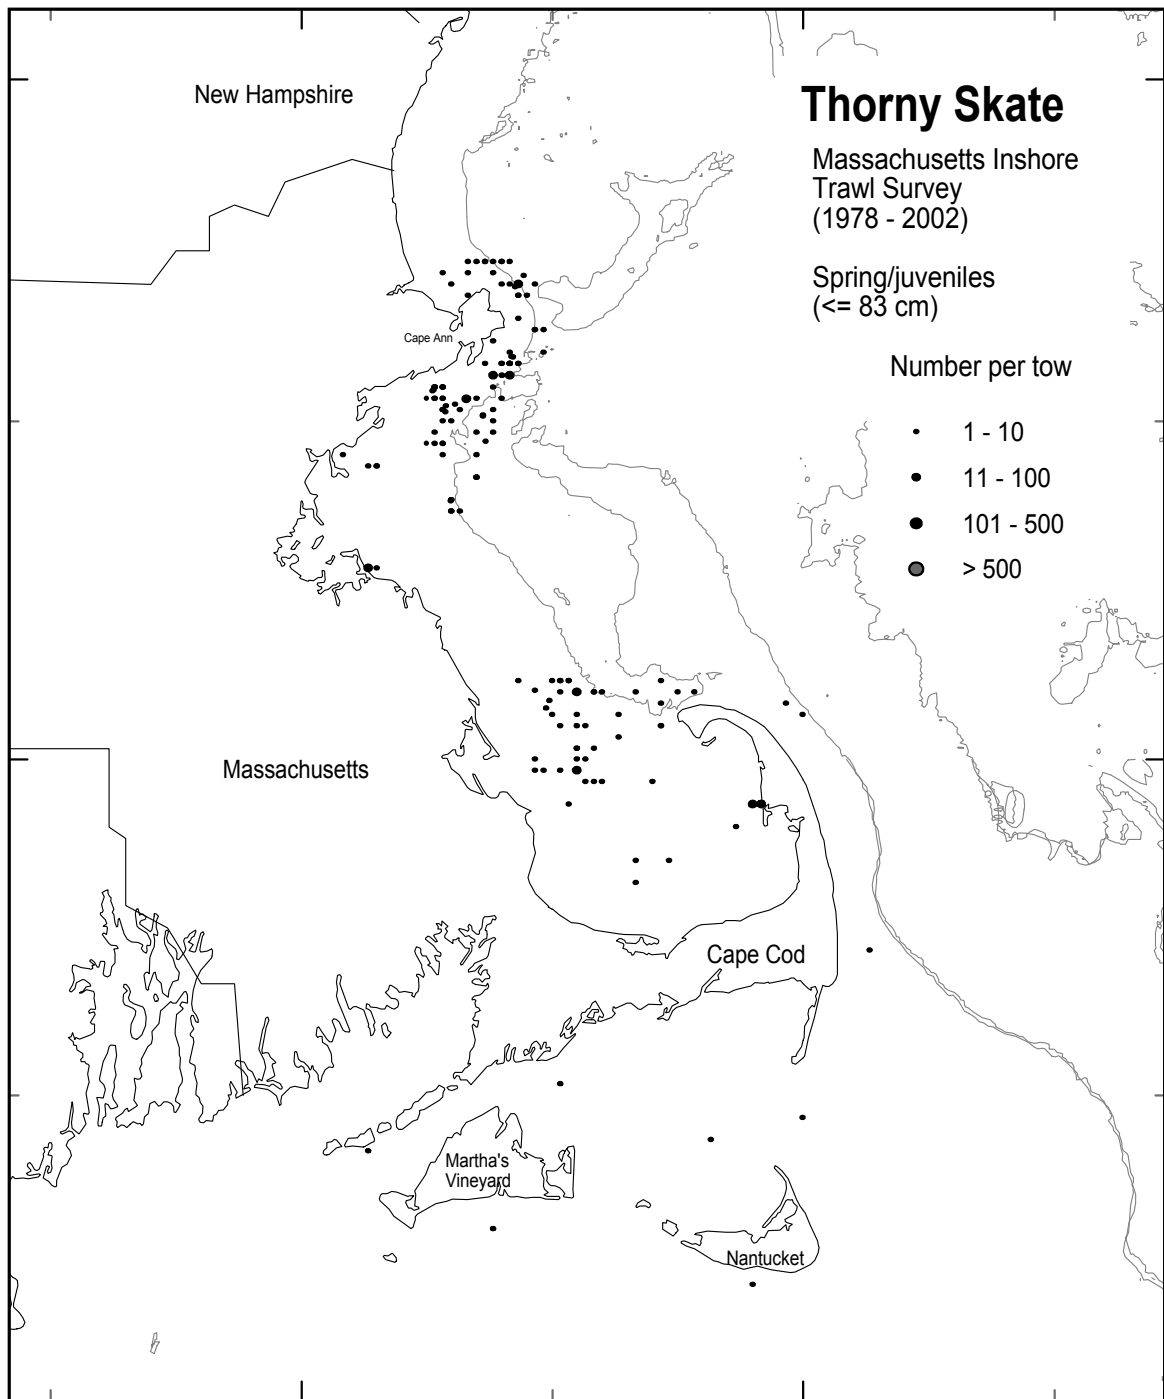 New Hampshire
Thorny Skate
Massachusetts Inshore
Trawl Survey
(1978 - 2002)
Spring/juveniles
(<= 83 cm)
Cape Ann
Number per tow
1 - 10
11 - 100
101 - 500
> 500
Massachusetts
Cape Cod
Martha's
Vineyard
Nantucket